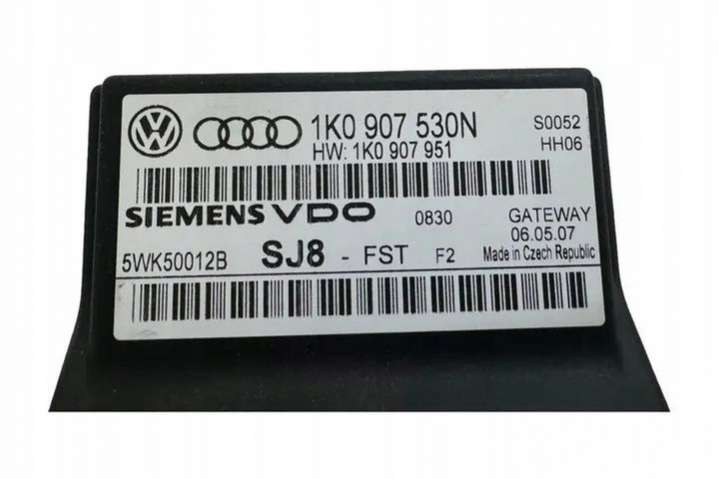 1K0 907 530N S0052
HW: 1K0 907 951 HH06
SIEMENS VDO 0830 GATEWAY
06.05.07
5WK50012B SJ8 - FST F2 Made in Czech Republic